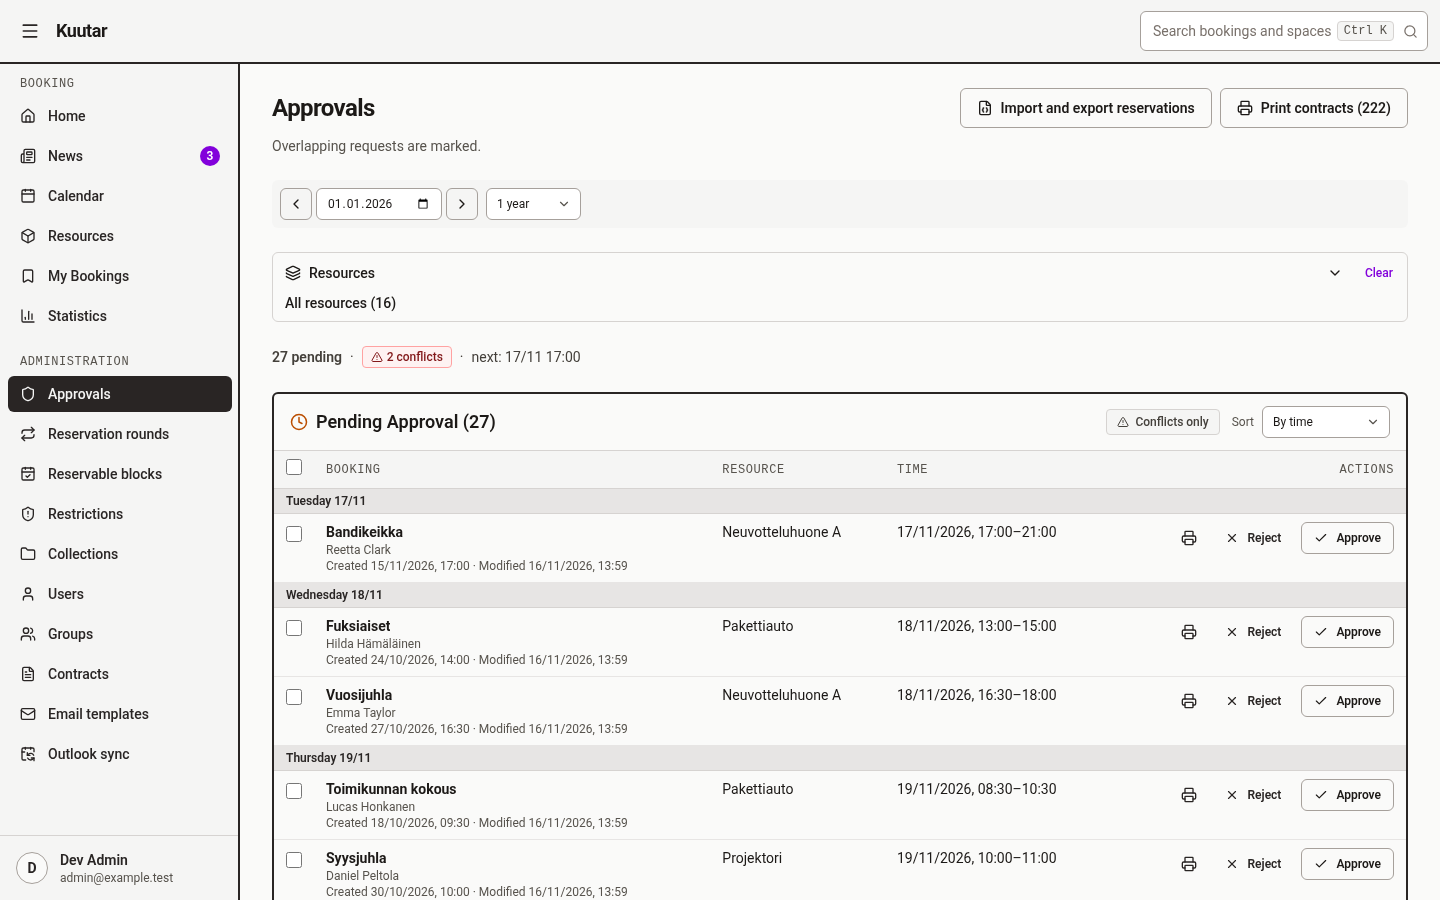 Kuutar
Search bookings and spaces Ctrl K
BOOKING
Home
News 3
Calendar
Resources
My Bookings
Statistics
ADMINISTRATION
Approvals
Reservation rounds
Reservable blocks
Restrictions
Collections
Users
Groups
Contracts
Email templates
Outlook sync
D
Dev Admin
admin@example.test
Approvals
Import and export reservations
Print contracts (222)
Overlapping requests are marked.
01.01.2026
1 year
Resources
Clear
All resources (16)
27 pending · 2 conflicts · next: 17/11 17:00
Pending Approval (27)
Conflicts only
Sort
By time
BOOKING RESOURCE TIME ACTIONS
Tuesday 17/11
Bandikeikka Neuvotteluhuone A 17/11/2026, 17:00–21:00 Reject Approve
Reetta Clark
Created 15/11/2026, 17:00 · Modified 16/11/2026, 13:59
Wednesday 18/11
Fuksiaiset Pakettiauto 18/11/2026, 13:00–15:00 Reject Approve
Hilda Hämäläinen
Created 24/10/2026, 14:00 · Modified 16/11/2026, 13:59
Vuosijuhla Neuvotteluhuone A 18/11/2026, 16:30–18:00 Reject Approve
Emma Taylor
Created 27/10/2026, 16:30 · Modified 16/11/2026, 13:59
Thursday 19/11
Toimikunnan kokous Pakettiauto 19/11/2026, 08:30–10:30 Reject Approve
Lucas Honkanen
Created 18/10/2026, 09:30 · Modified 16/11/2026, 13:59
Syysjuhla Projektori 19/11/2026, 10:00–11:00 Reject Approve
Daniel Peltola
Created 30/10/2026, 10:00 · Modified 16/11/2026, 13:59